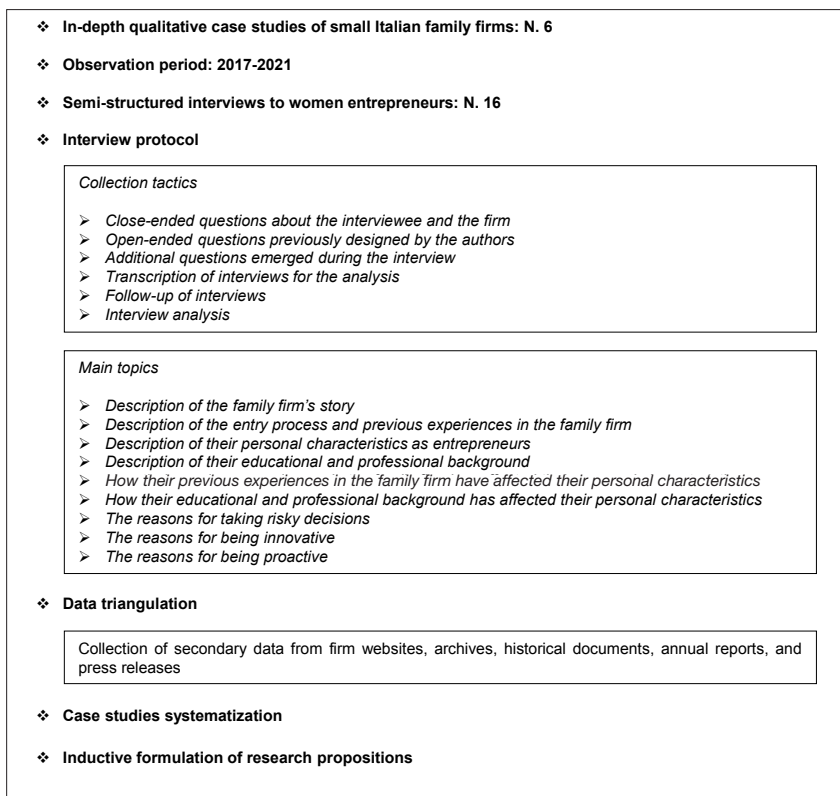 ❖ In-depth qualitative case studies of small Italian family firms: N. 6
❖ Observation period: 2017-2021
❖ Semi-structured interviews to women entrepreneurs: N. 16
❖ Interview protocol
Collection tactics
➢ Close-ended questions about the interviewee and the firm
➢ Open-ended questions previously designed by the authors
➢ Additional questions emerged during the interview
➢ Transcription of interviews for the analysis
➢ Follow-up of interviews
➢ Interview analysis
Main topics
➢ Description of the family firm's story
➢ Description of the entry process and previous experiences in the family firm
➢ Description of their personal characteristics as entrepreneurs
➢ Description of their educational and professional background
➢ How their previous experiences in the family firm have affected their personal characteristics
➢ How their educational and professional background has affected their personal characteristics
➢ The reasons for taking risky decisions
➢ The reasons for being innovative
➢ The reasons for being proactive
❖ Data triangulation
Collection of secondary data from firm websites, archives, historical documents, annual reports, and
press releases
❖ Case studies systematization
❖ Inductive formulation of research propositions